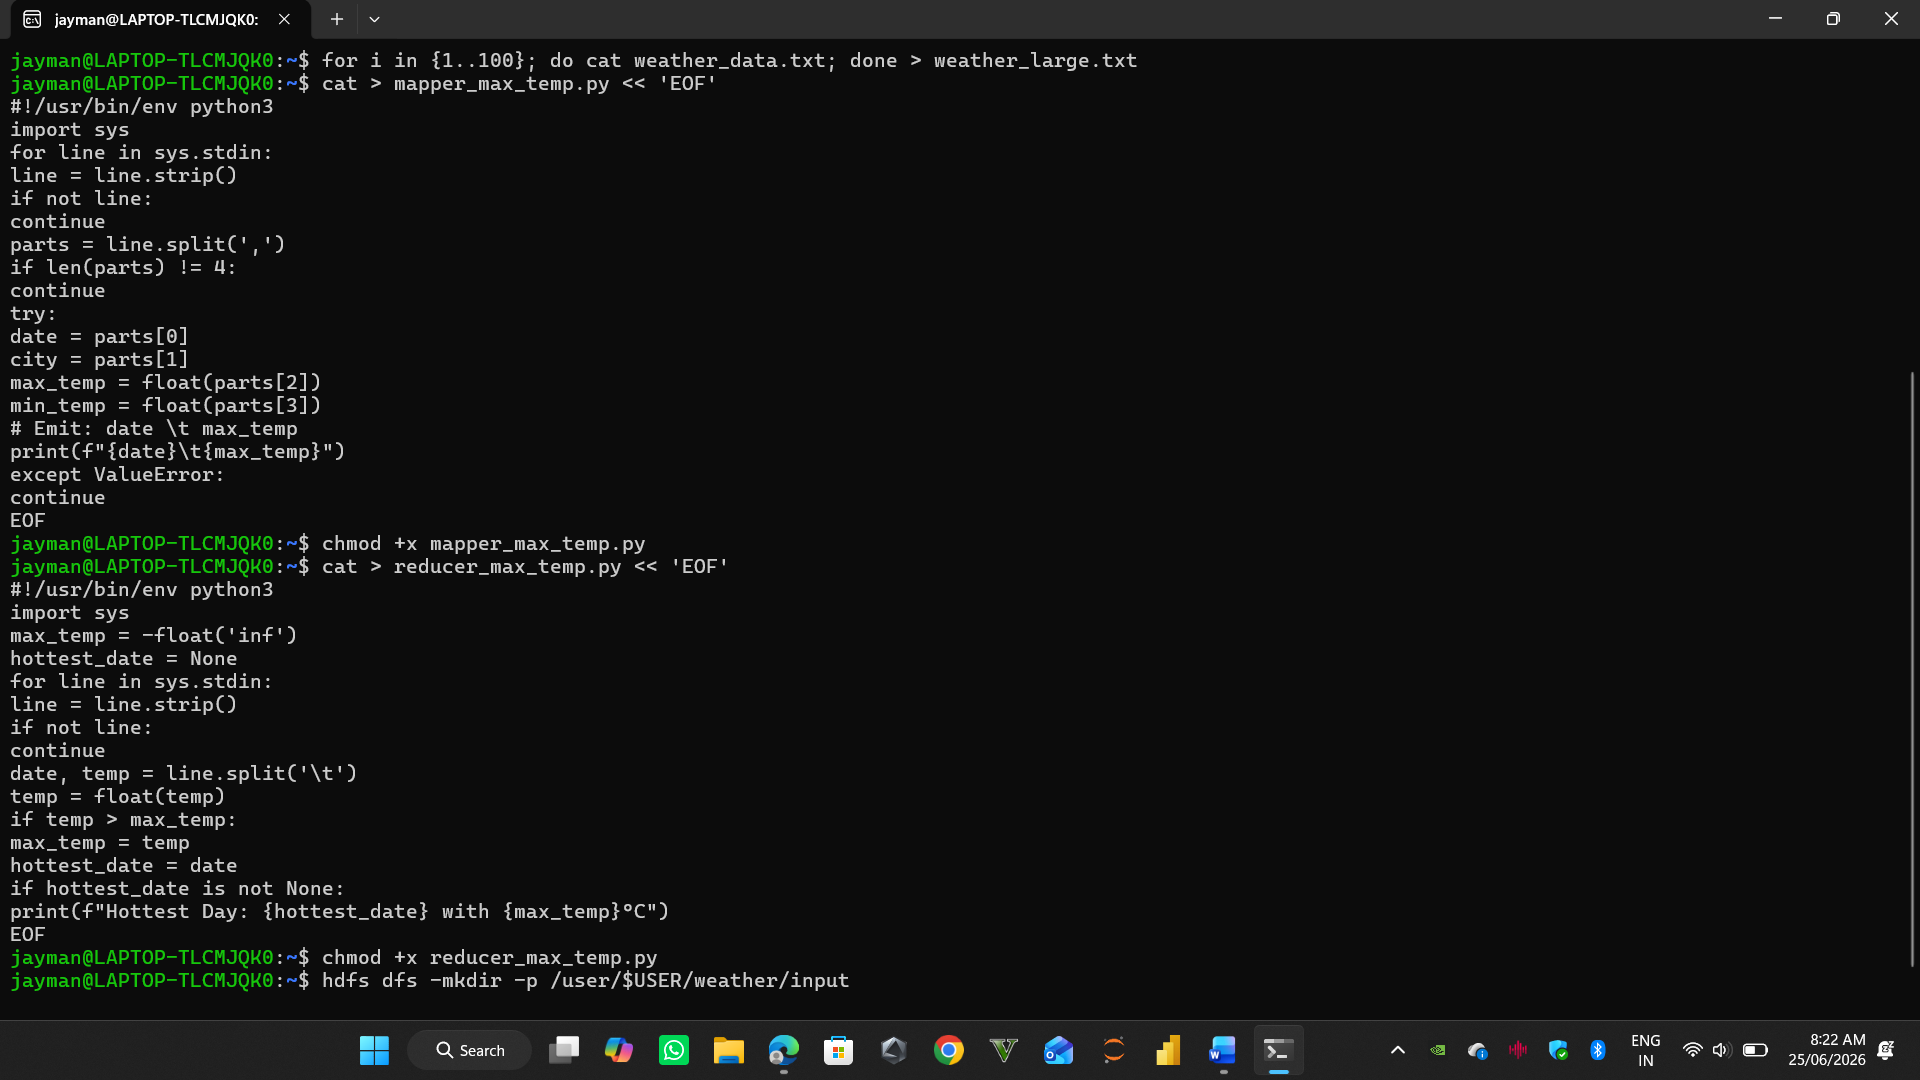 jayman@LAPTOP-TLCMJQK0:
jayman@LAPTOP-TLCMJQK0:~$ for i in {1..100}; do cat weather_data.txt; done > weather_large.txt
jayman@LAPTOP-TLCMJQK0:~$ cat > mapper_max_temp.py << 'EOF'
#!/usr/bin/env python3
import sys
for line in sys.stdin:
line = line.strip()
if not line:
continue
parts = line.split(',')
if len(parts) != 4:
continue
try:
date = parts[0]
city = parts[1]
max_temp = float(parts[2])
min_temp = float(parts[3])
# Emit: date \t max_temp
print(f"{date}\t{max_temp}")
except ValueError:
continue
EOF
jayman@LAPTOP-TLCMJQK0:~$ chmod +x mapper_max_temp.py
jayman@LAPTOP-TLCMJQK0:~$ cat > reducer_max_temp.py << 'EOF'
#!/usr/bin/env python3
import sys
max_temp = -float('inf')
hottest_date = None
for line in sys.stdin:
line = line.strip()
if not line:
continue
date, temp = line.split('\t')
temp = float(temp)
if temp > max_temp:
max_temp = temp
hottest_date = date
if hottest_date is not None:
print(f"Hottest Day: {hottest_date} with {max_temp}°C")
EOF
jayman@LAPTOP-TLCMJQK0:~$ chmod +x reducer_max_temp.py
jayman@LAPTOP-TLCMJQK0:~$ hdfs dfs -mkdir -p /user/$USER/weather/input
Search
ENG
IN
8:22 AM
25/06/2026